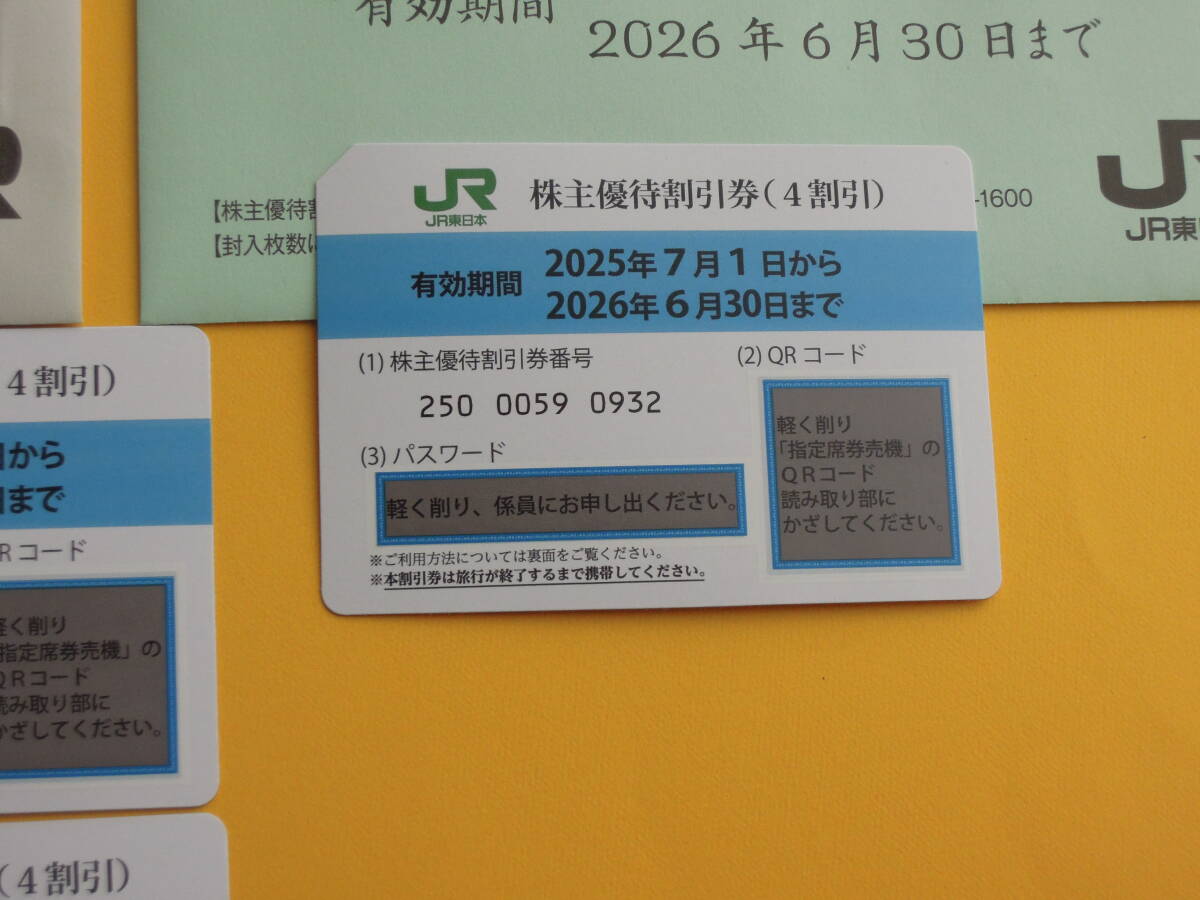 有効期間
2026年6月30日まで
【株主優待
-1600
【封入枚数に
JR東日
JR
JR東日本
株主優待割引券(4割引)
有効期間
2025年7月1日から
2026年6月30日まで
(1) 株主優待割引券番号
250 0059 0932
(2) QRコード
軽く削り
「指定席券売機」の
QRコード
読み取り部に
かざしてください。
(3) パスワード
軽く削り、係員にお申し出ください。
※ご利用方法については裏面をご覧ください。
※本割引券は旅行が終了するまで携帯してください。
4割引)
から
まで
Rコード
軽く削り
指定席券売機」の
QRコード
読み取り部に
かざしてください。
(4割引)